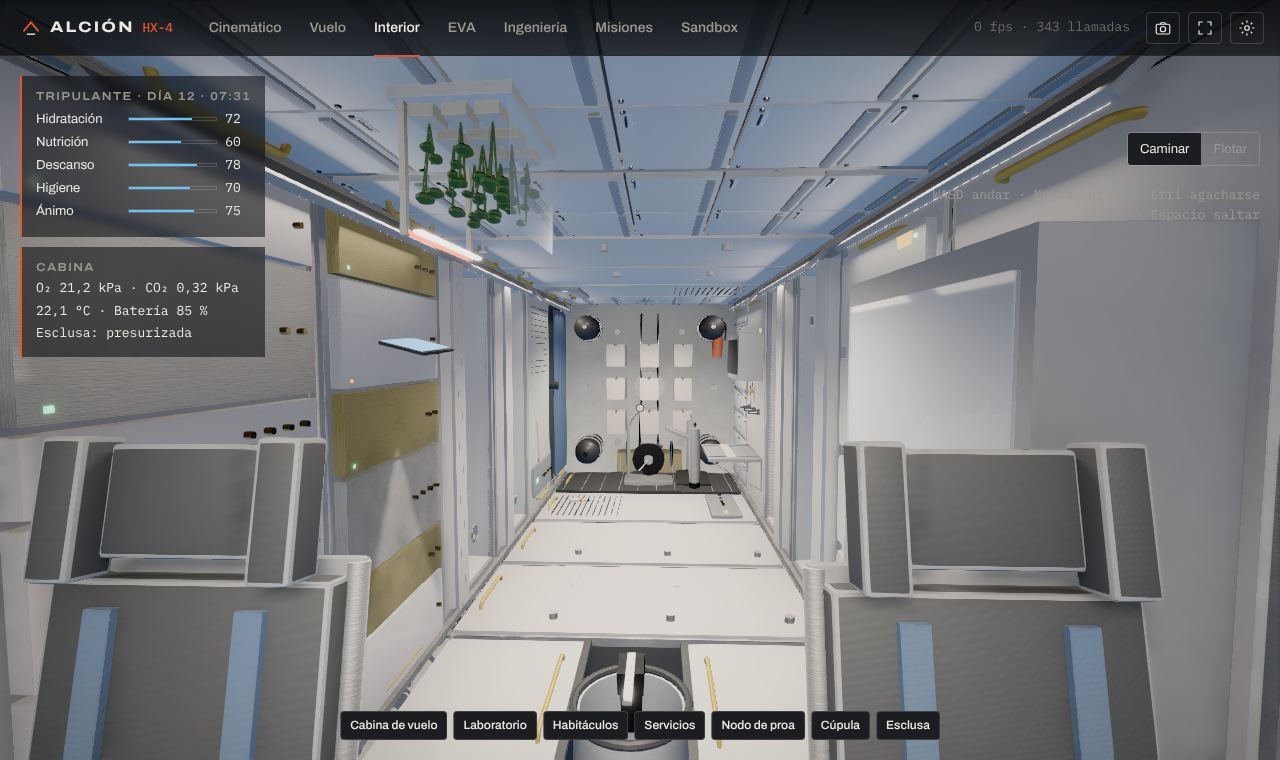 ALCIÓN HX-4 Cinemático Vuelo Interior EVA Ingeniería Misiones Sandbox 0 fps · 343 llamadas
TRIPULANTE · DÍA 12 · 07:31
Hidratación 72
Nutrición 60
Descanso 78
Higiene 70
Ánimo 75
CABINA
O₂ 21,2 kPa · CO₂ 0,32 kPa
22,1 °C · Batería 85 %
Esclusa: presurizada
Caminar Flotar
WASD andar · Ctrl agacharse
· Espacio saltar
Cabina de vuelo Laboratorio Habitáculos Servicios Nodo de proa Cúpula Esclusa